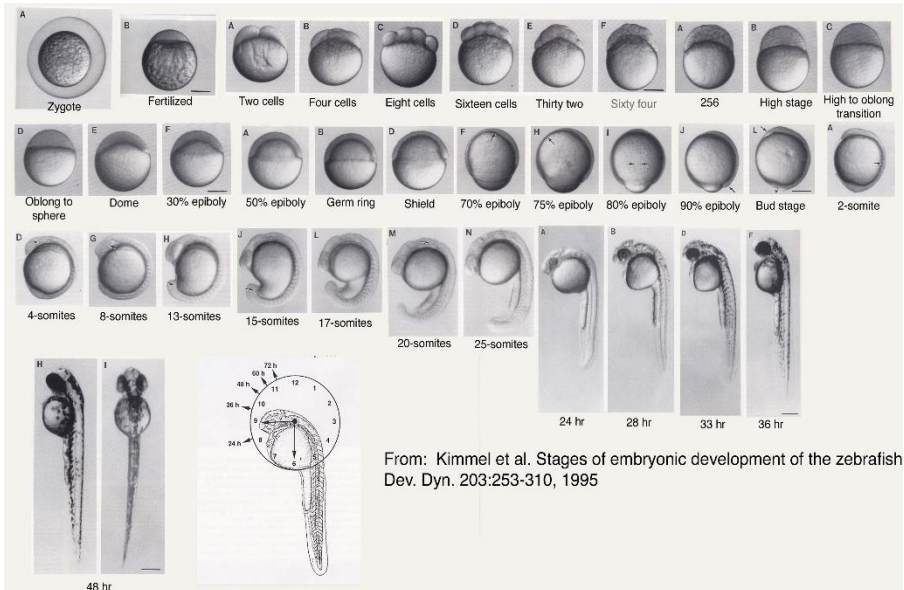 A
B
A
B
C
D
E
F
A
B
C
Zygote
Fertilized
Two cells
Four cells
Eight cells
Sixteen cells
Thirty two
Sixty four
256
High stage
High to oblong
transition
D
E
F
A
B
D
F
H
I
J
L
A
Oblong to
sphere
Dome
30% epiboly
50% epiboly
Germ ring
Shield
70% epiboly
75% epiboly
80% epiboly
90% epiboly
Bud stage
2-somite
D
G
H
J
L
M
N
A
B
D
F
4-somites
8-somites
13-somites
15-somites
17-somites
20-somites
25-somites
24 hr
28 hr
33 hr
36 hr
H
I
48 hr
72 h
60 h
48 h
36 h
24 h
12
1
2
3
4
5
6
7
8
9
10
11
From: Kimmel et al. Stages of embryonic development of the zebrafish
Dev. Dyn. 203:253-310, 1995